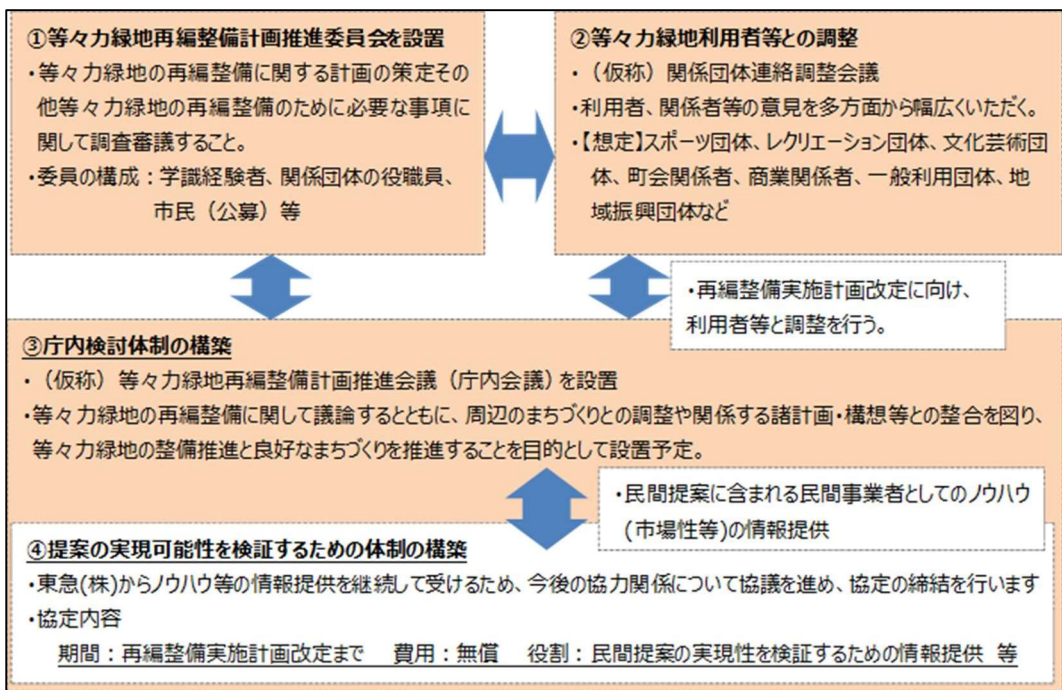 ①等々力緑地再編整備計画推進委員会を設置
・等々力緑地の再編整備に関する計画の策定その
他等々力緑地の再編整備のために必要な事項に
関して調査審議すること。
・委員の構成：学識経験者、関係団体の役職員、
市民（公募）等
②等々力緑地利用者等との調整
・（仮称）関係団体連絡調整会議
・利用者、関係者等の意見を多方面から幅広くいただく。
・【想定】スポーツ団体、レクリエーション団体、文化芸術団
体、町会関係者、商業関係者、一般利用団体、地
域振興団体など
・再編整備実施計画改定に向け、
利用者等と調整を行う。
③庁内検討体制の構築
・（仮称）等々力緑地再編整備計画推進会議（庁内会議）を設置
・等々力緑地の再編整備に関して議論するとともに、周辺のまちづくりとの調整や関係する諸計画・構想等との整合を図り、
等々力緑地の整備推進と良好なまちづくりを推進することを目的として設置予定。
・民間提案に含まれる民間事業者としてのノウハウ
(市場性等)の情報提供
④提案の実現可能性を検証するための体制の構築
・東急(株)からノウハウ等の情報提供を継続して受けるため、今後の協力関係について協議を進め、協定の締結を行います
・協定内容
期間：再編整備実施計画改定まで　費用：無償　役割：民間提案の実現性を検証するための情報提供 等